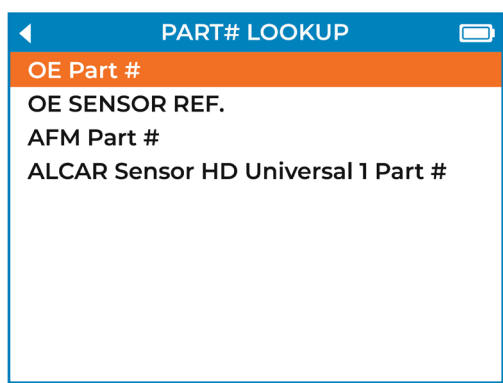 PART# LOOKUP
OE Part #
OE SENSOR REF.
AFM Part #
ALCAR Sensor HD Universal 1 Part #